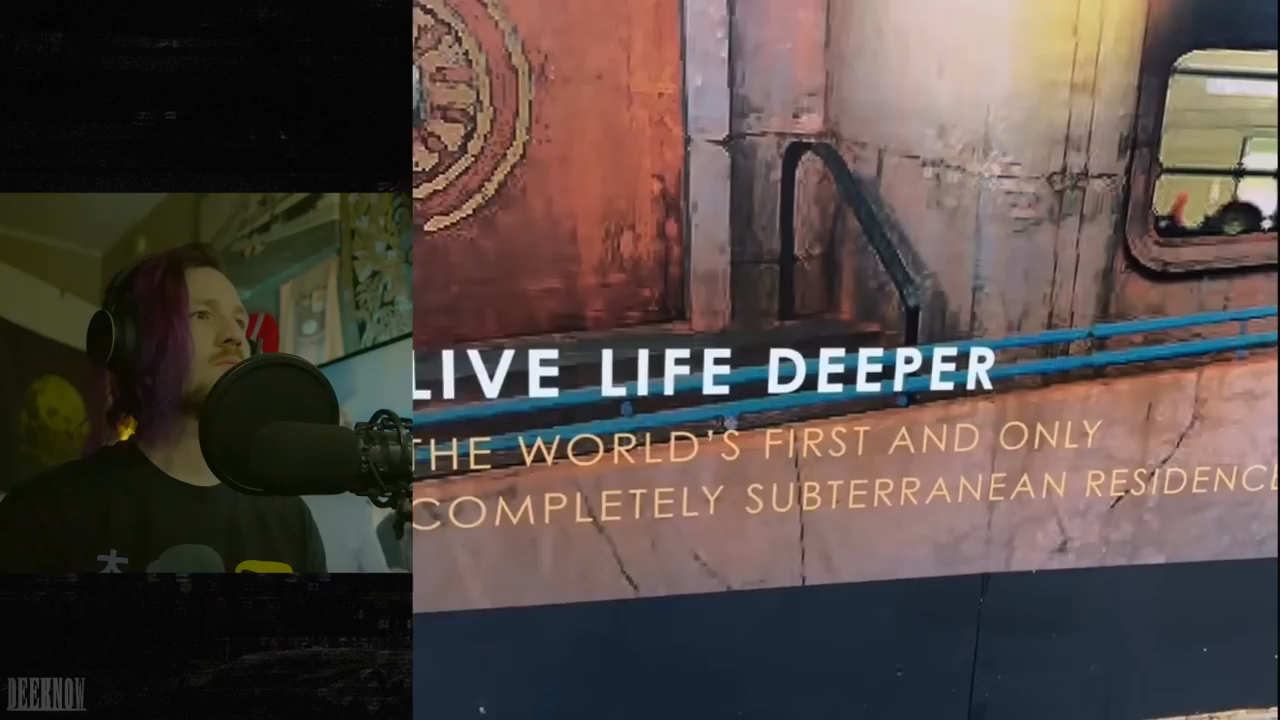 LIVE LIFE DEEPER
THE WORLD'S FIRST AND ONLY
COMPLETELY SUBTERRANEAN RESIDENCE
DEEKNOW